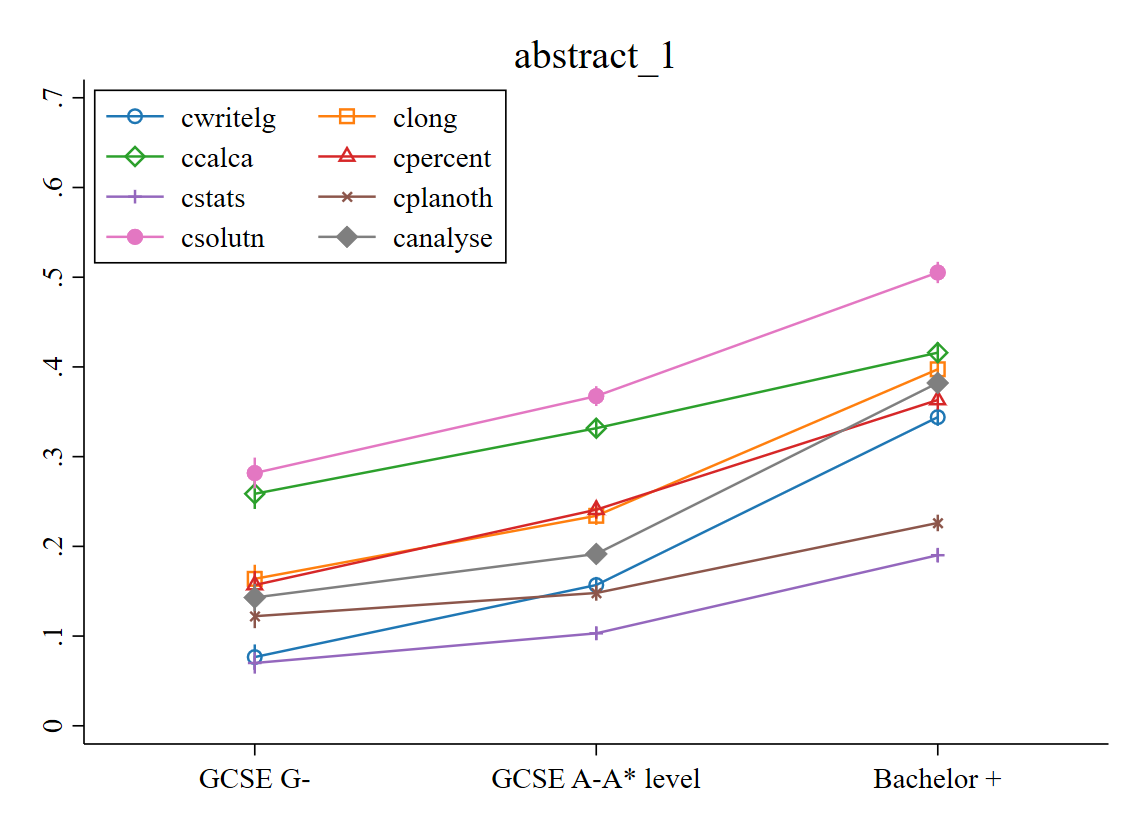 abstract_1
.7
.6
.5
.4
.3
.2
.1
0
cwritelg clong
ccalca cpercent
cstats cplanoth
csolutn canalyse
GCSE G- GCSE A-A* level Bachelor +